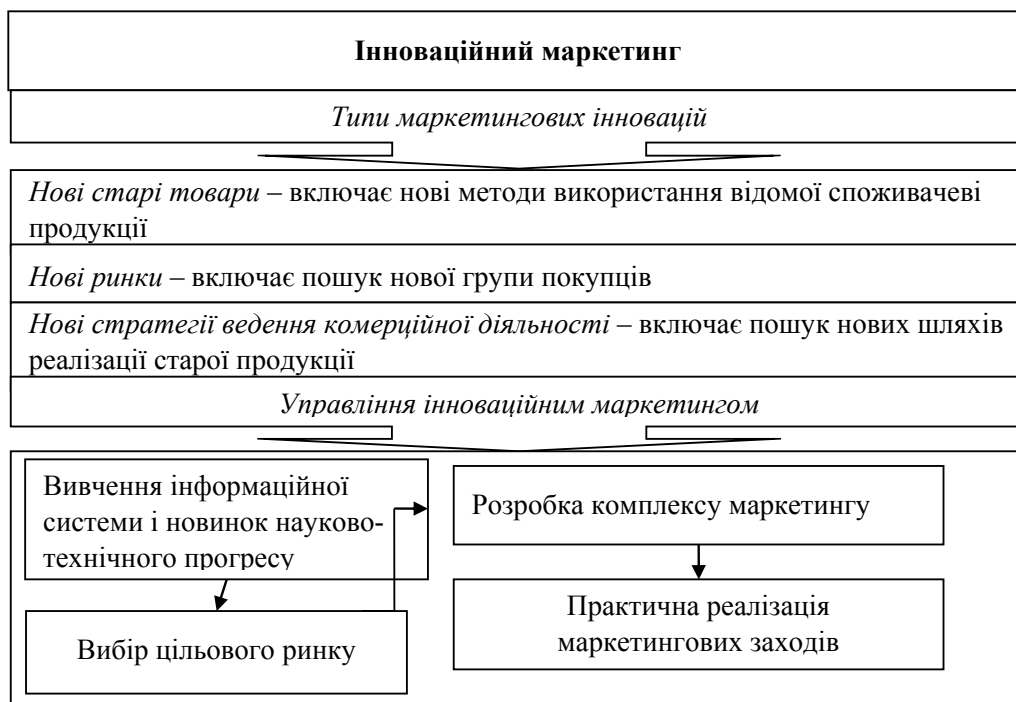 Інноваційний маркетинг
Типи маркетингових інновацій
Нові старі товари – включає нові методи використання відомої споживачеві
продукції
Нові ринки – включає пошук нової групи покупців
Нові стратегії ведення комерційної діяльності – включає пошук нових шляхів
реалізації старої продукції
Управління інноваційним маркетингом
Вивчення інформаційної
системи і новинок науково-
технічного прогресу
Вибір цільового ринку
Розробка комплексу маркетингу
Практична реалізація
маркетингових заходів